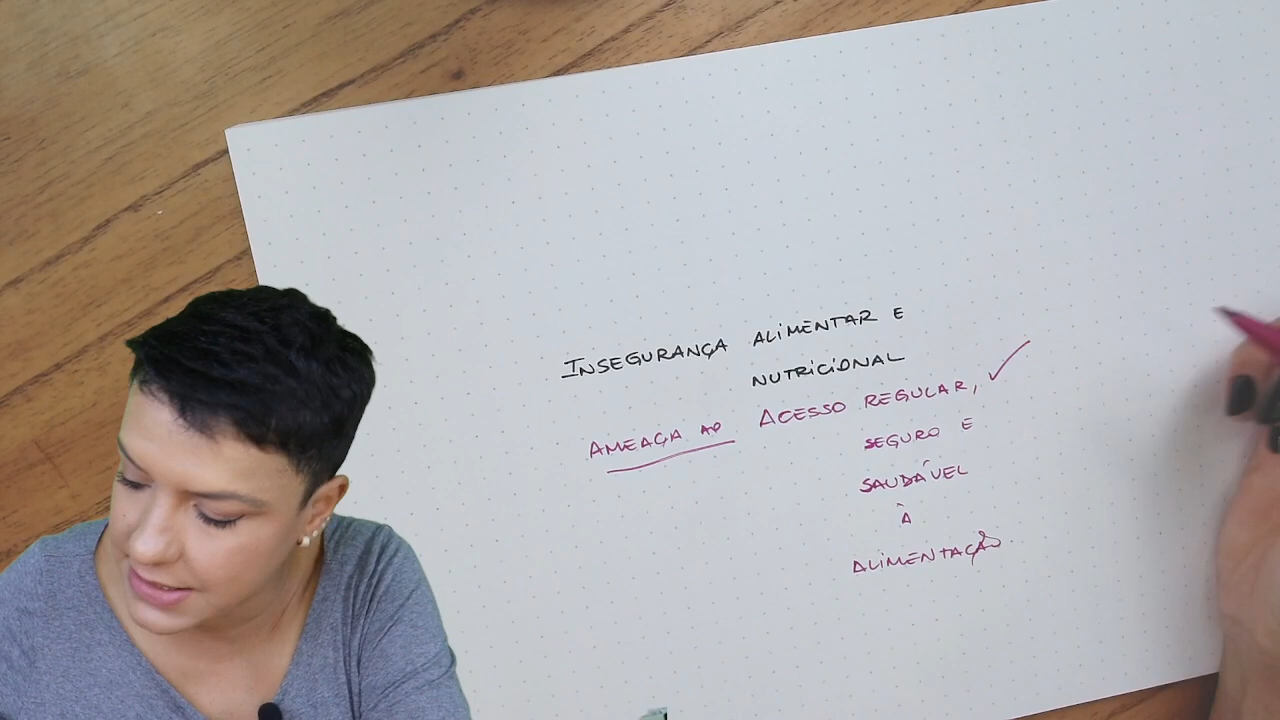 INSEGURANÇA ALIMENTAR E
NUTRICIONAL
AMEAÇA AO ACESSO REGULAR,
SEGURO E
SAUDÁVEL
À
ALIMENTAÇÃO